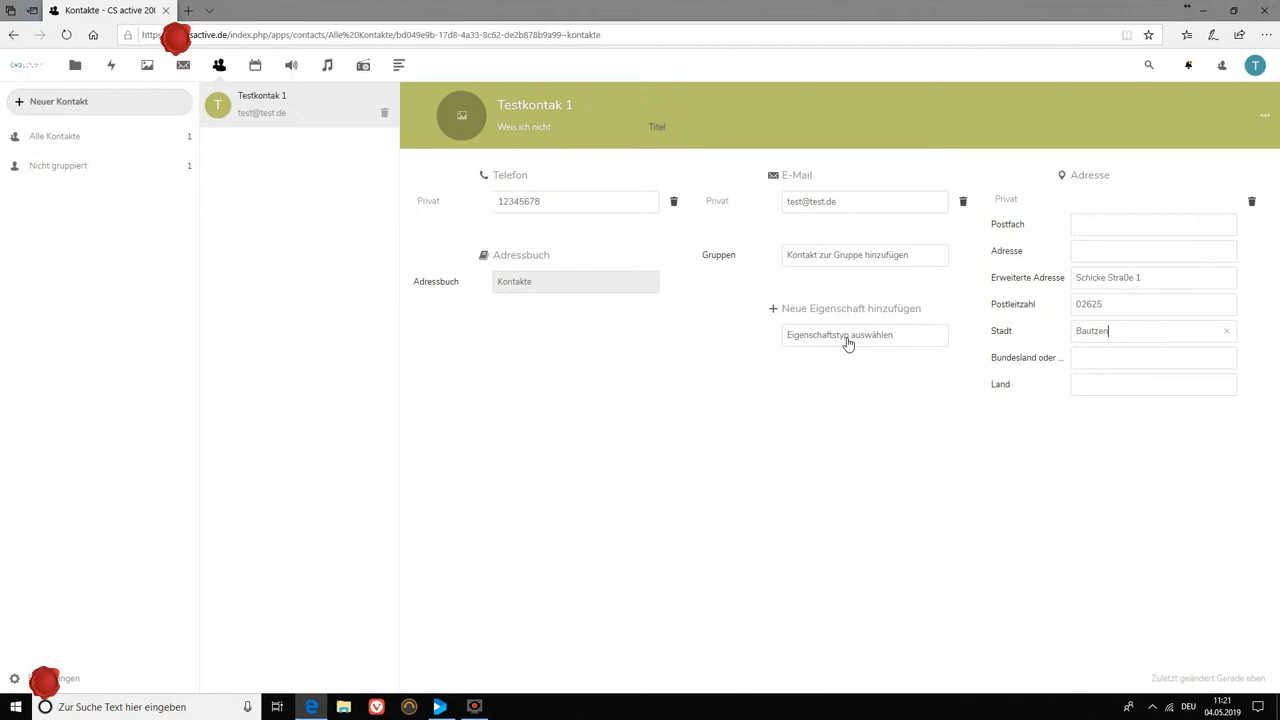 Kontakte - CS active 200
sactive.de/index.php/apps/contacts/Alle%20Kontakte/bd049e9b-17d8-4a33-8c62-de2b878b9a99~kontakte
T
Neuer Kontakt
Alle Kontakte 1
Nicht gruppiert 1
T
Testkontak 1
test@test.de
Testkontak 1
Weis ich nicht
Titel
Telefon
Privat 12345678
Adressbuch
Adressbuch Kontakte
E-Mail
Privat test@test.de
Gruppen Kontakt zur Gruppe hinzufügen
Neue Eigenschaft hinzufügen
Eigenschaftstyp auswählen
Adresse
Privat
Postfach
Adresse
Erweiterte Adresse Schicke Straße 1
Postleitzahl 02625
Stadt Bautzen
Bundesland oder ...
Land
Zuletzt geändert Gerade eben
Zur Suche Text hier eingeben
DEU
11:21
04.05.2019